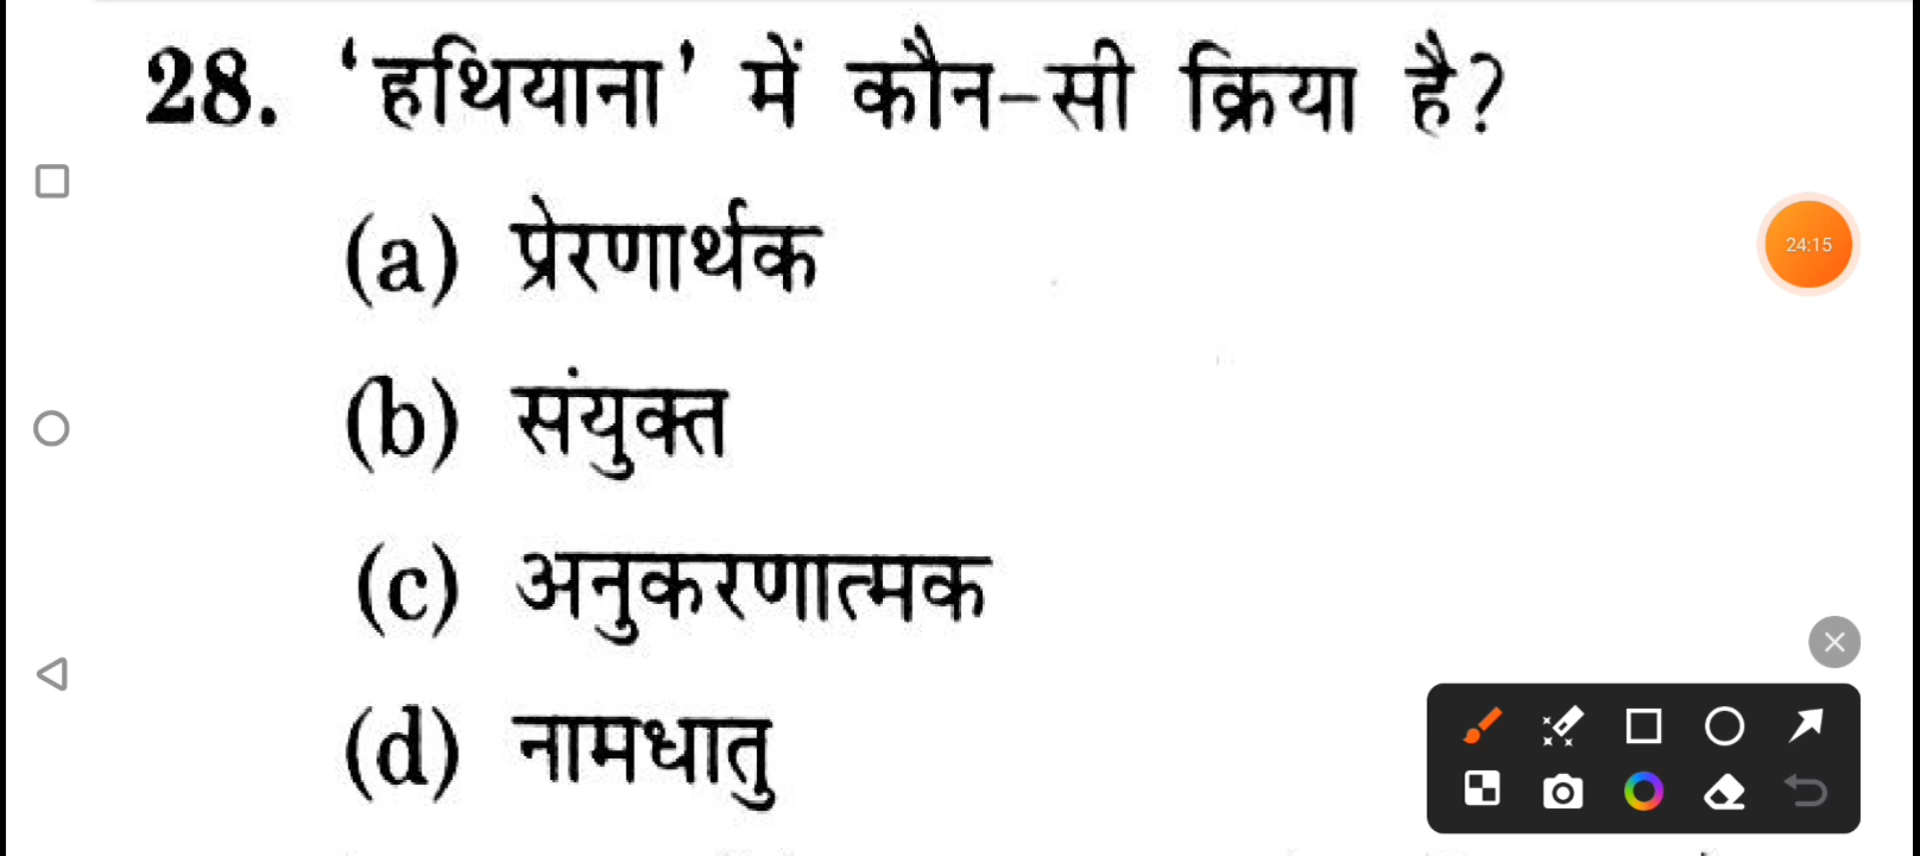 28. 'हथियाना' में कौन-सी क्रिया है?
(a) प्रेरणार्थक
24:15
(b) संयुक्त
(c) अनुकरणात्मक
(d) नामधातु